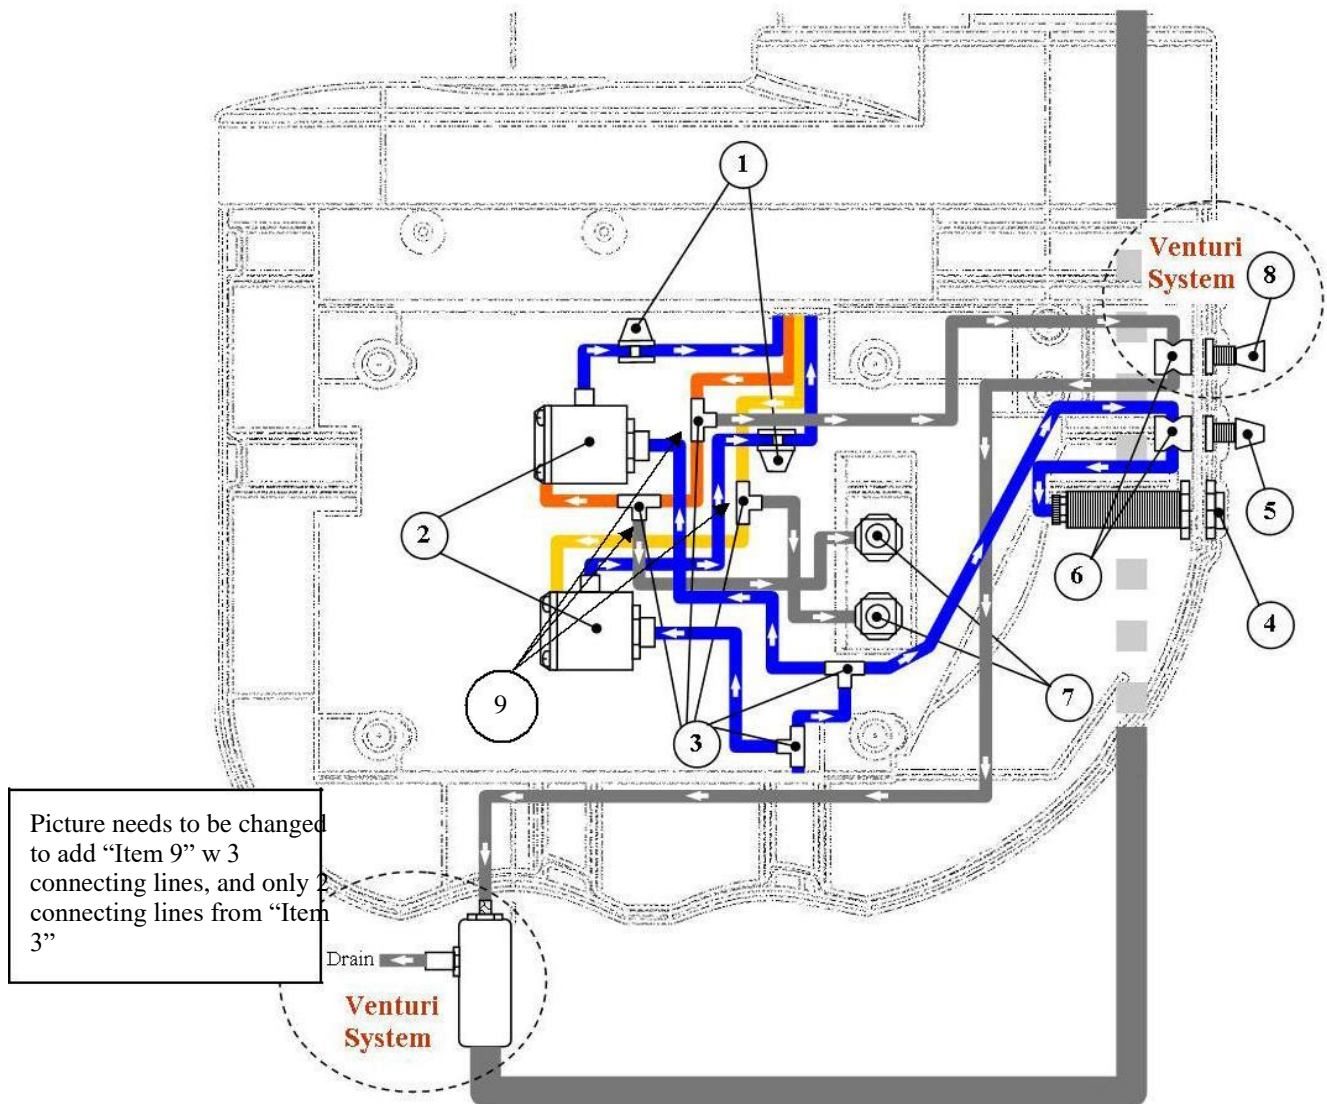 1
Venturi
System
8
2
5
6
4
9
7
3
Picture needs to be changed
to add “Item 9” w 3
connecting lines, and only 2
connecting lines from “Item
3”
Drain
Venturi
System